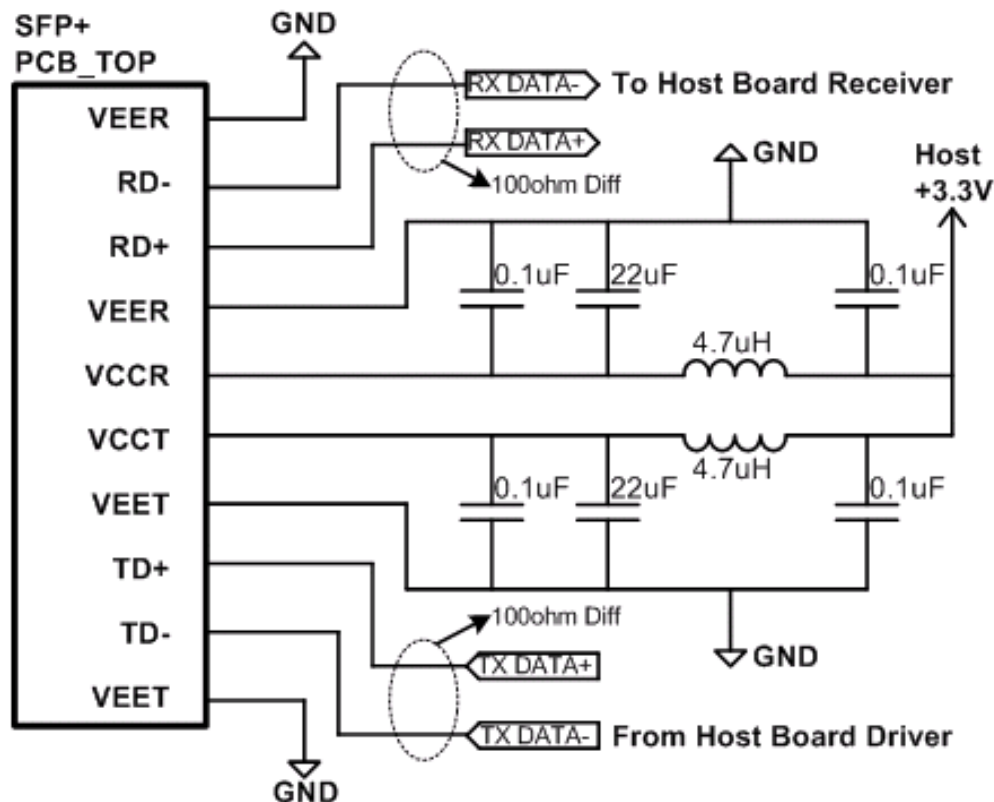 SFP+
PCB_TOP
GND
VEER
RX DATA-
To Host Board Receiver
RX DATA+
100ohm Diff
GND
Host
+3.3V
RD-
RD+
VEER
0.1uF
22uF
0.1uF
4.7uH
VCCR
VCCT
4.7uH
VEET
0.1uF
22uF
0.1uF
TD+
100ohm Diff
TD-
TX DATA+
GND
VEET
TX DATA-
From Host Board Driver
GND